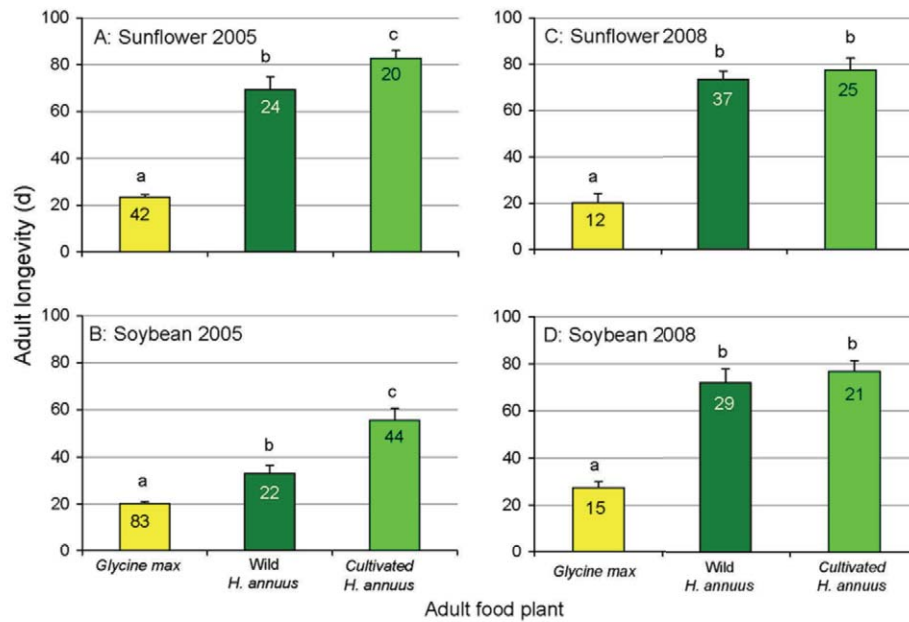 A: Sunflower 2005
100
80
60
40
20
0
a
b
c
42
24
20
C: Sunflower 2008
100
80
60
40
20
0
a
b
b
12
37
25
Adult longevity (d)
B: Soybean 2005
100
80
60
40
20
0
a
b
c
83
22
44
Glycine max
Wild
H. annuus
Cultivated
H. annuus
D: Soybean 2008
100
80
60
40
20
0
a
b
b
15
29
21
Glycine max
Wild
H. annuus
Cultivated
H. annuus
Adult food plant